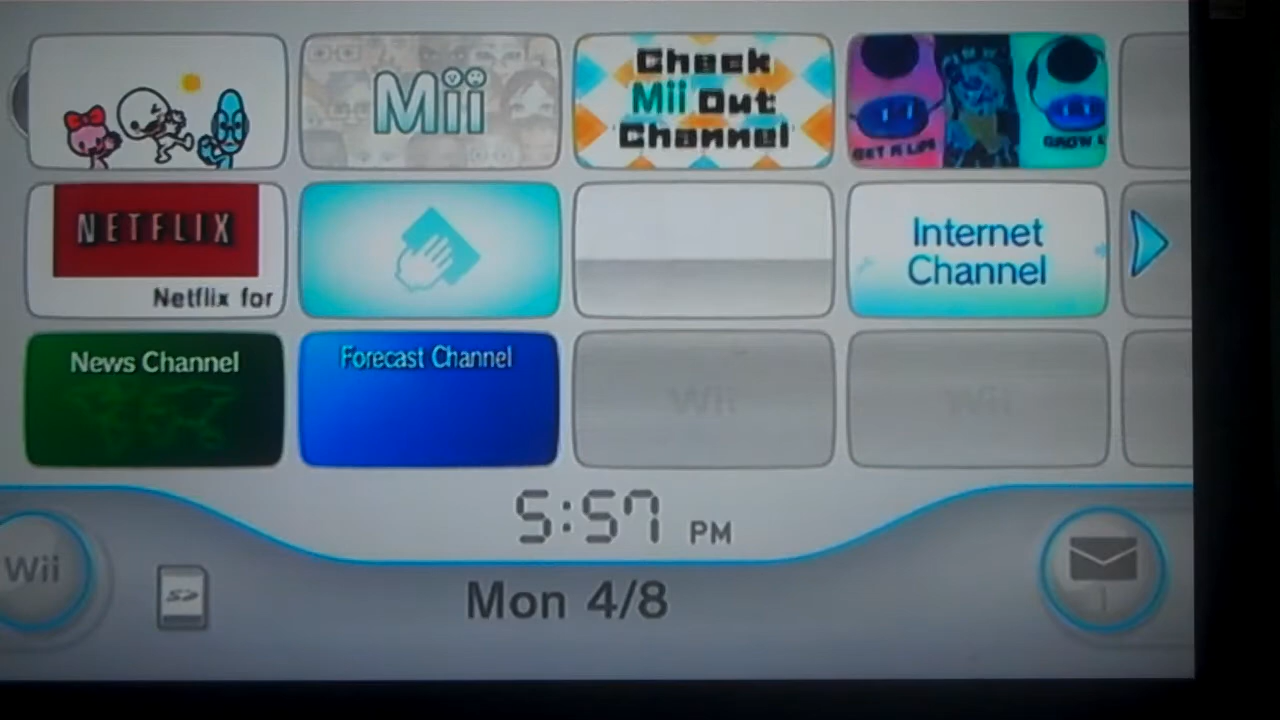 Mii
Check
Mii Out
Channel
GET A LIFE
NETFLIX
Netflix for
Internet
Channel
News Channel
Forecast Channel
Wii
Wii
5:57 PM
Wii
SD
Mon 4/8